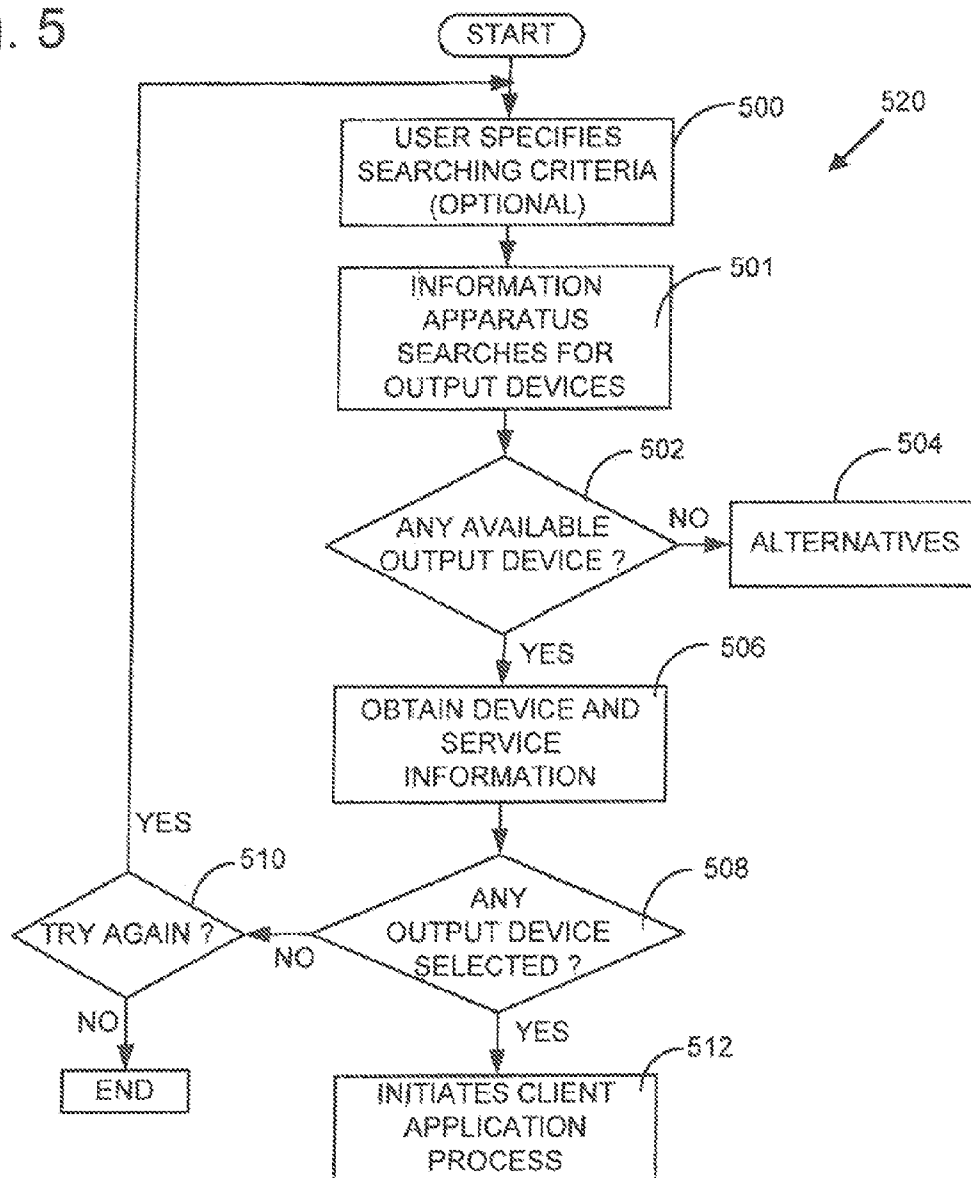 . 5
START
500
520
USER SPECIFIES
SEARCHING CRITERIA
(OPTIONAL)
501
INFORMATION
APPARATUS
SEARCHES FOR
OUTPUT DEVICES
502
504
ANY AVAILABLE
OUTPUT DEVICE ?
NO
ALTERNATIVES
YES
506
OBTAIN DEVICE AND
SERVICE
INFORMATION
YES
510
508
TRY AGAIN ?
NO
ANY
OUTPUT DEVICE
SELECTED ?
NO
YES
512
END
INITIATES CLIENT
APPLICATION
PROCESS